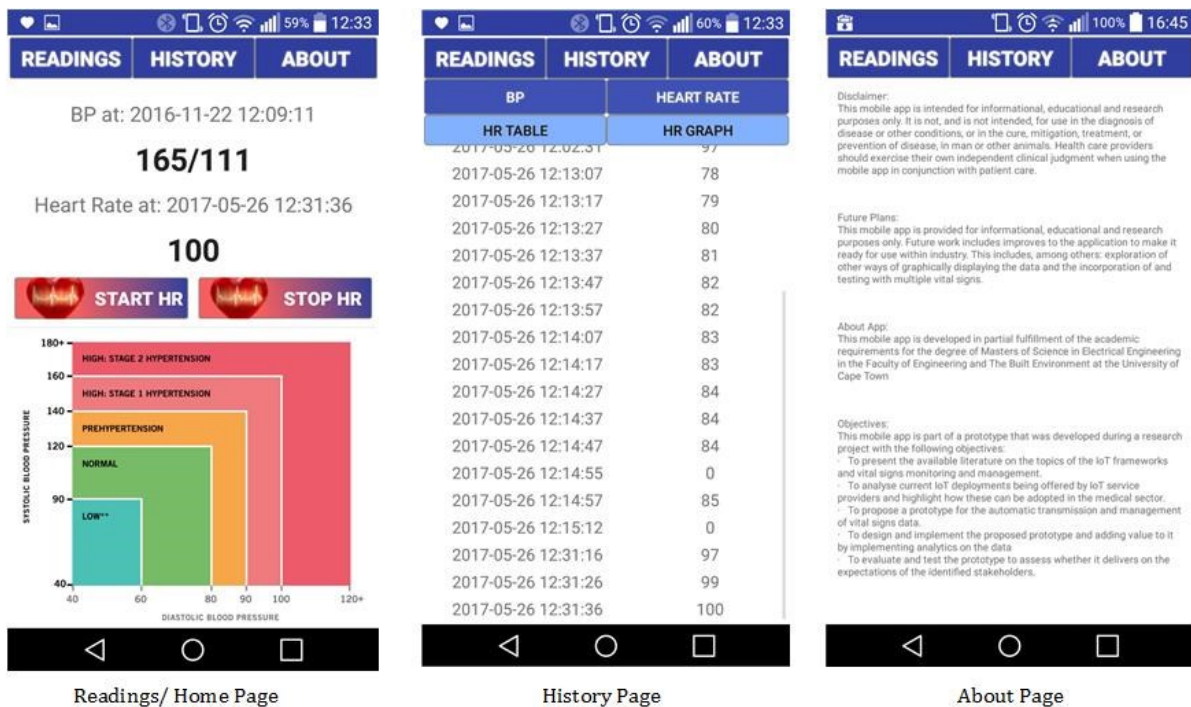 59% 12:33
READINGS HISTORY ABOUT
BP at: 2016-11-22 12:09:11
165/111
Heart Rate at: 2017-05-26 12:31:36
100
START HR STOP HR
180+
HIGH: STAGE 2 HYPERTENSION
160
HIGH: STAGE 1 HYPERTENSION
140
PREHYPERTENSION
120
NORMAL
90
LOW**
40
SYSTOLIC BLOOD PRESSURE
40 60 80 90 100 120+
DIASTOLIC BLOOD PRESSURE
Readings/ Home Page
60% 12:33
READINGS HISTORY ABOUT
BP HEART RATE
HR TABLE HR GRAPH
2017-05-26 12:02:31 97
2017-05-26 12:13:07 78
2017-05-26 12:13:17 79
2017-05-26 12:13:27 80
2017-05-26 12:13:37 81
2017-05-26 12:13:47 82
2017-05-26 12:13:57 82
2017-05-26 12:14:07 83
2017-05-26 12:14:17 83
2017-05-26 12:14:27 84
2017-05-26 12:14:37 84
2017-05-26 12:14:47 84
2017-05-26 12:14:55 0
2017-05-26 12:14:57 85
2017-05-26 12:15:12 0
2017-05-26 12:31:16 97
2017-05-26 12:31:26 99
2017-05-26 12:31:36 100
History Page
100% 16:45
READINGS HISTORY ABOUT
Disclaimer:
This mobile app is intended for informational, educational and research
purposes only. It is not, and is not intended, for use in the diagnosis of
disease or other conditions, or in the cure, mitigation, treatment, or
prevention of disease, in man or other animals. Health care providers
should exercise their own independent clinical judgment when using the
mobile app in conjunction with patient care.
Future Plans:
This mobile app is provided for informational, educational and research
purposes only. Future work includes improves to the application to make it
ready for use within industry. This includes, among others: exploration of
other ways of graphically displaying the data and the incorporation of and
testing with multiple vital signs.
About App:
This mobile app is developed in partial fulfillment of the academic
requirements for the degree of Masters of Science in Electrical Engineering
in the Faculty of Engineering and The Built Environment at the University of
Cape Town
Objectives:
This mobile app is part of a prototype that was developed during a research
project with the following objectives:
· To present the available literature on the topics of the IoT frameworks
and vital signs monitoring and management.
· To analyse current IoT deployments being offered by IoT service
providers and highlight how these can be adopted in the medical sector.
· To propose a prototype for the automatic transmission and management
of vital signs data.
· To design and implement the proposed prototype and adding value to it
by implementing analytics on the data
· To evaluate and test the prototype to assess whether it delivers on the
expectations of the identified stakeholders.
About Page